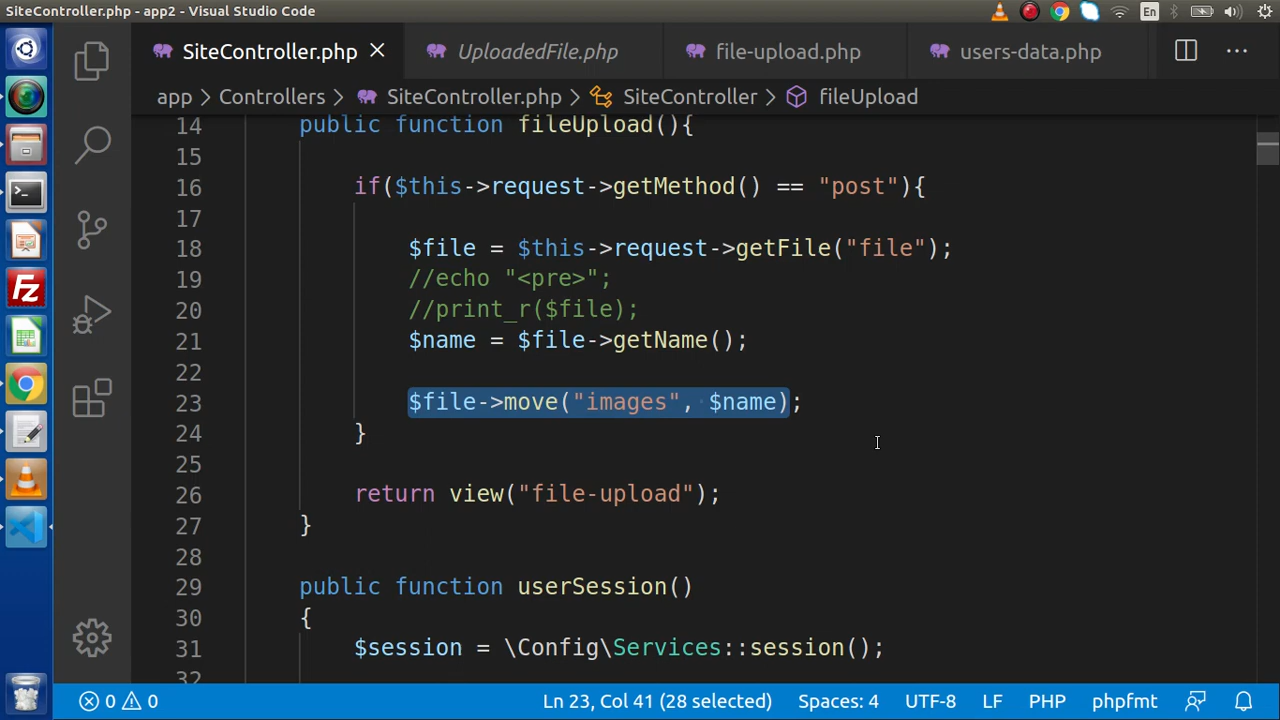 SiteController.php - app2 - Visual Studio Code
En
SiteController.php
UploadedFile.php
file-upload.php
users-data.php
app > Controllers > SiteController.php > SiteController > fileUpload
14 public function fileUpload(){
15
16 if($this->request->getMethod() == "post"){
17
18 $file = $this->request->getFile("file");
19 //echo "<pre>";
20 //print_r($file);
21 $name = $file->getName();
22
23 $file->move("images", $name);
24 }
25
26 return view("file-upload");
27 }
28
29 public function userSession()
30 {
31 $session = \Config\Services::session();
32
0 0 Ln 23, Col 41 (28 selected) Spaces: 4 UTF-8 LF PHP phpfmt